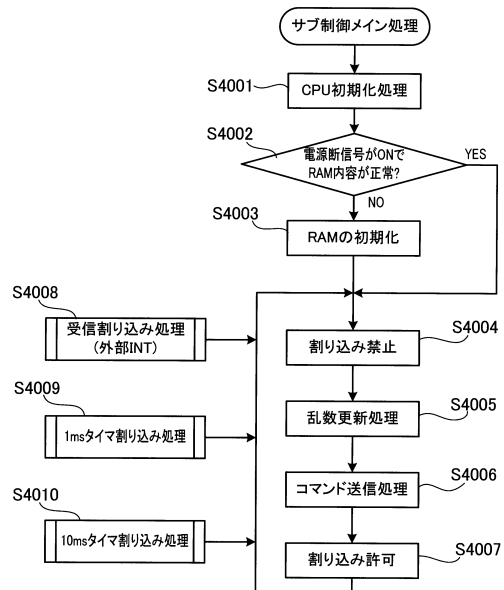 サブ制御メイン処理
S4001
CPU初期化処理
S4002
電源断信号がONで
RAM内容が正常?
YES
NO
S4003
RAMの初期化
S4008
受信割り込み処理
(外部INT)
S4004
割り込み禁止
S4009
1msタイマ割り込み処理
S4005
乱数更新処理
S4006
コマンド送信処理
S4010
10msタイマ割り込み処理
S4007
割り込み許可